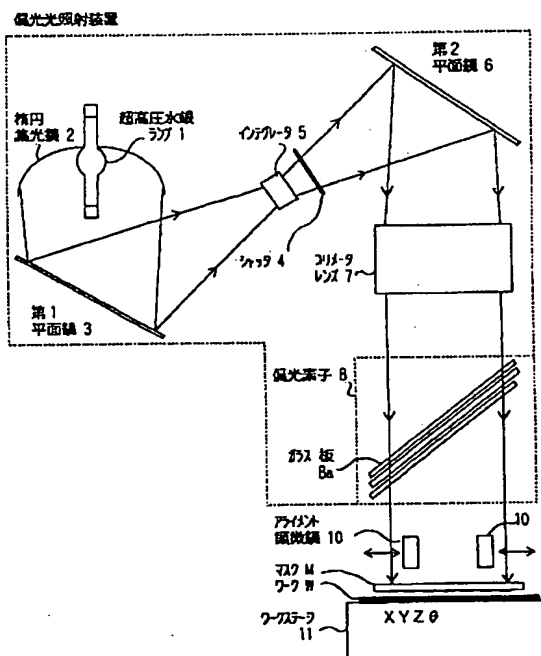 偏光光照射装置
第2
平面鏡 6
楕円
集光鏡 2
超高圧水銀
ランプ 1
インテグレータ 5
シャッタ 4
コリメータ
レンズ 7
第1
平面鏡 3
偏光素子 8
ガラス 板
8a
アライメント
顕微鏡 10
10
マスク M
ワーク W
ワークステージ
11
X Y Z θ